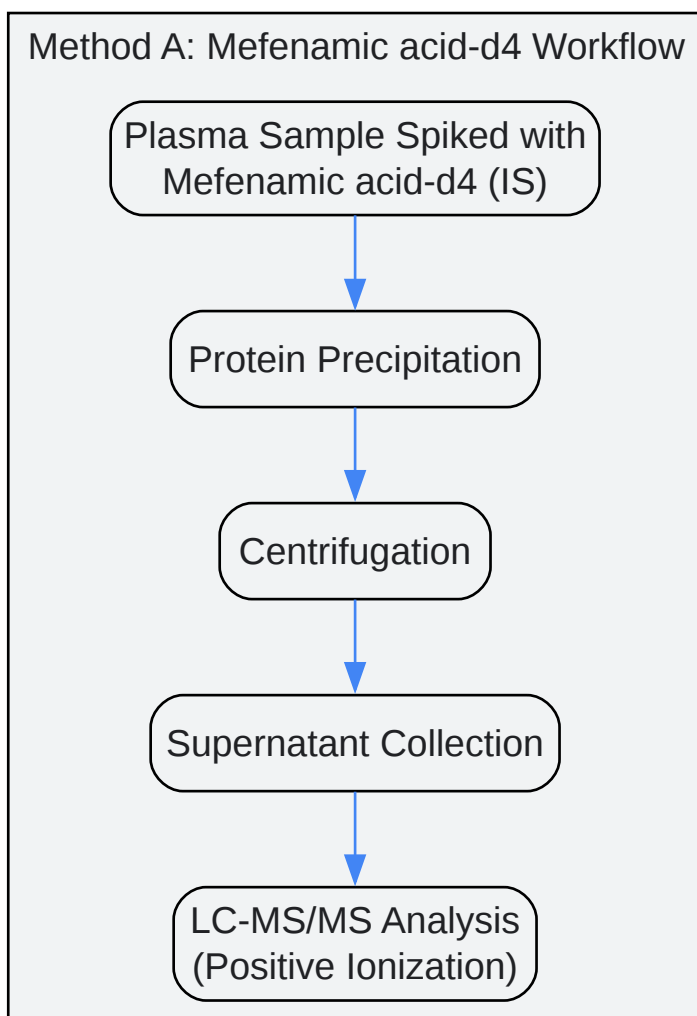 Method A: Mefenamic acid-d4 Workflow
Plasma Sample Spiked with
Mefenamic acid-d4 (IS)
Protein Precipitation
Centrifugation
Supernatant Collection
LC-MS/MS Analysis
(Positive Ionization)